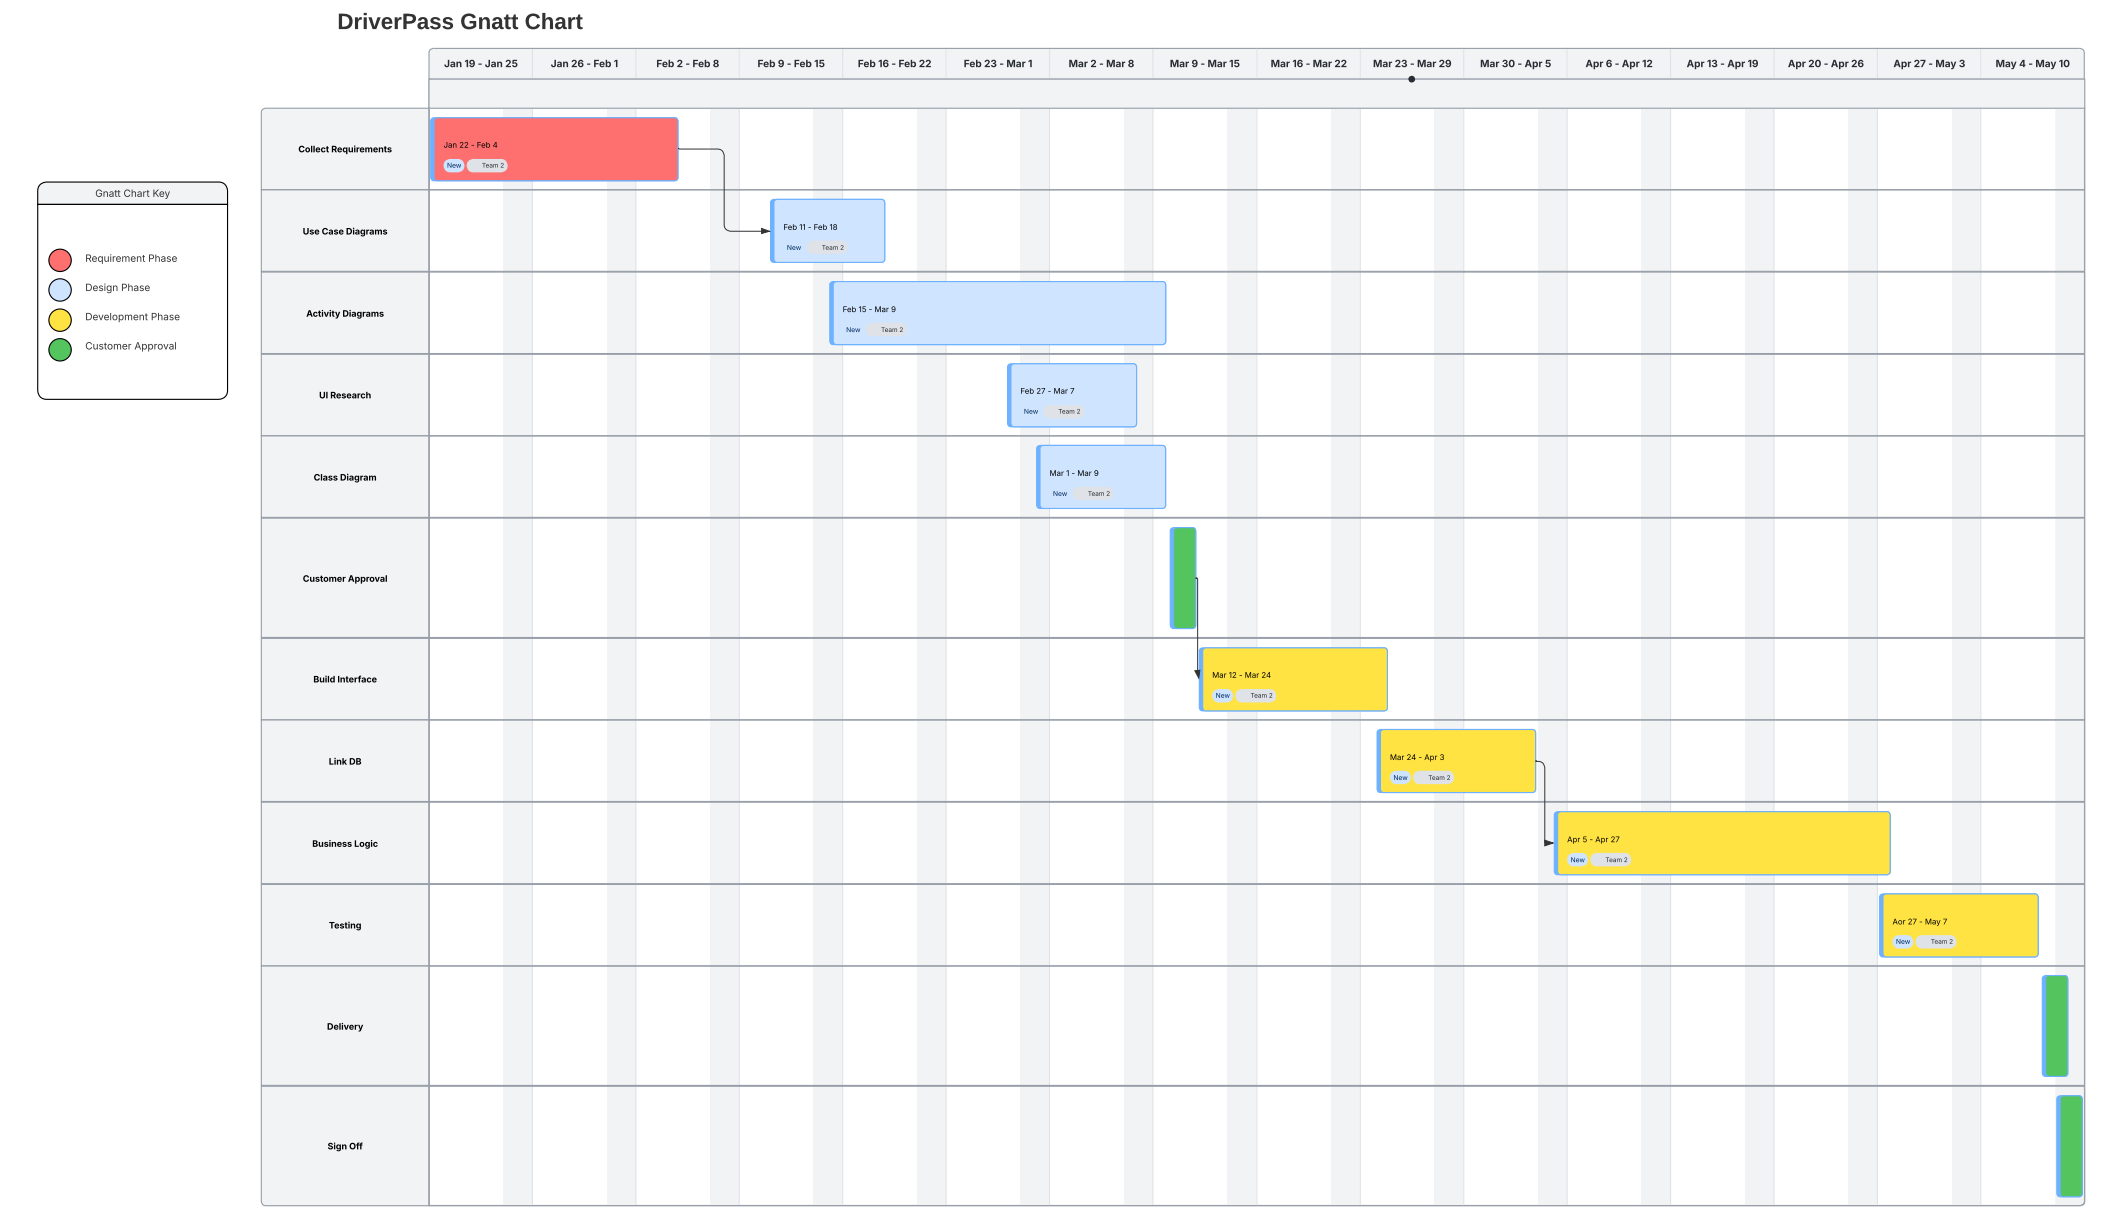 DriverPass Gnatt Chart
Jan 19 - Jan 25
Jan 26 - Feb 1
Feb 2 - Feb 8
Feb 9 - Feb 15
Feb 16 - Feb 22
Feb 23 - Mar 1
Mar 2 - Mar 8
Mar 9 - Mar 15
Mar 16 - Mar 22
Mar 23 - Mar 29
Mar 30 - Apr 5
Apr 6 - Apr 12
Apr 13 - Apr 19
Apr 20 - Apr 26
Apr 27 - May 3
May 4 - May 10
Gnatt Chart Key
Requirement Phase
Design Phase
Development Phase
Customer Approval
Collect Requirements
Jan 22 - Feb 4
New Team 2
Use Case Diagrams
Feb 11 - Feb 18
New Team 2
Activity Diagrams
Feb 15 - Mar 9
New Team 2
UI Research
Feb 27 - Mar 7
New Team 2
Class Diagram
Mar 1 - Mar 9
New Team 2
Customer Approval
Build Interface
Mar 12 - Mar 24
New Team 2
Link DB
Mar 24 - Apr 3
New Team 2
Business Logic
Apr 5 - Apr 27
New Team 2
Testing
Aor 27 - May 7
New Team 2
Delivery
Sign Off